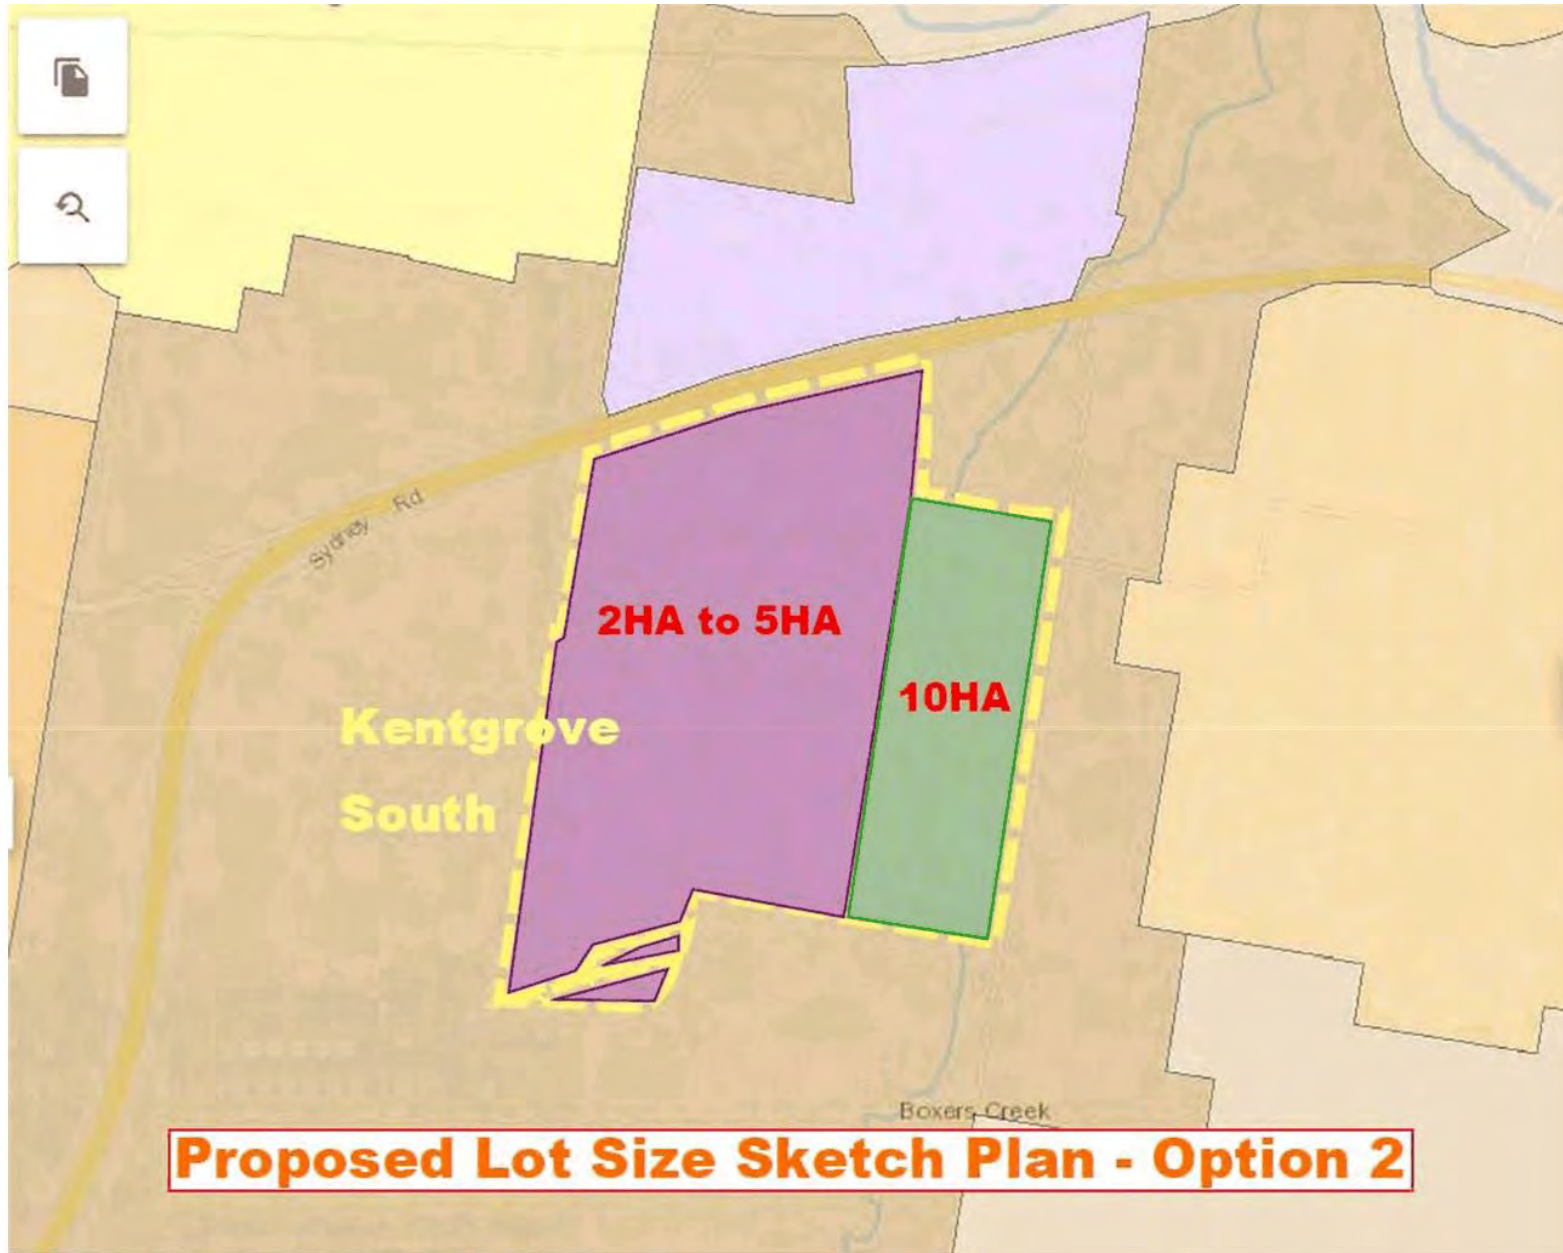 Sydney Rd
2HA to 5HA
10HA
Kentgrove
South
Boxers Creek
Proposed Lot Size Sketch Plan - Option 2